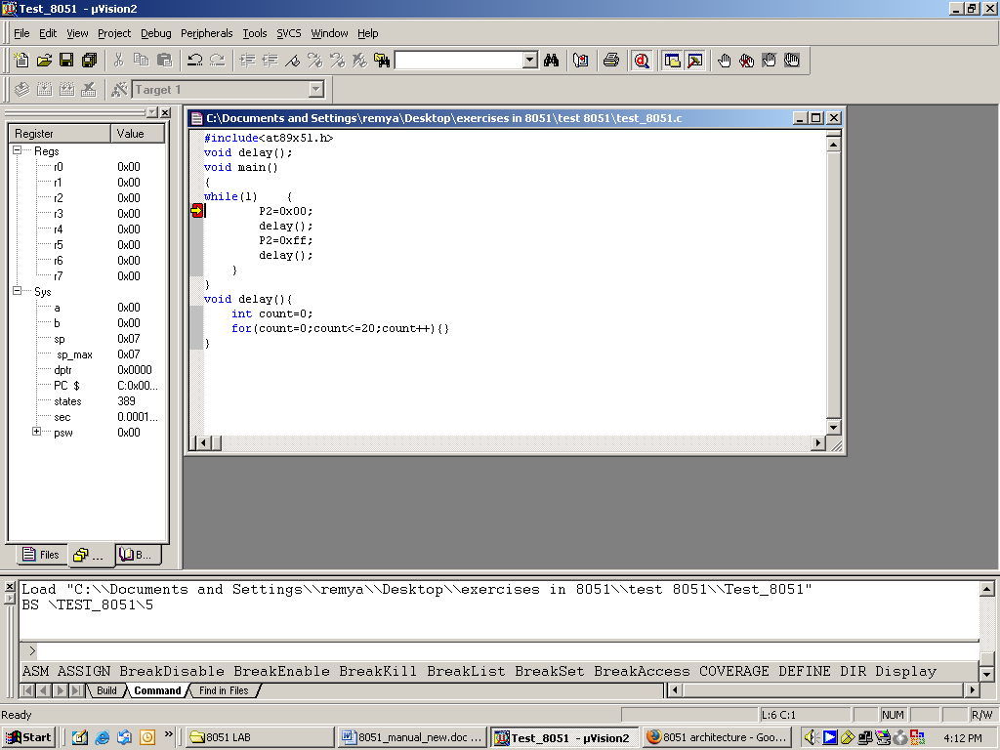 Test_8051 - µVision2
File Edit View Project Debug Peripherals Tools SVCS Window Help
Target 1
Register Value
Regs
r0 0x00
r1 0x00
r2 0x00
r3 0x00
r4 0x00
r5 0x00
r6 0x00
r7 0x00
Sys
a 0x00
b 0x00
sp 0x07
sp_max 0x07
dptr 0x0000
PC $ C:0x00...
states 389
sec 0.0001...
psw 0x00
Files ... B...
C:\Documents and Settings\remya\Desktop\exercises in 8051\test 8051\test_8051.c
#include<at89x51.h>
void delay();
void main()
{
while(1) {
P2=0x00;
delay();
P2=0xff;
delay();
}
}
void delay(){
int count=0;
for(count=0;count<=20;count++){}
}
Load "C:\\Documents and Settings\\remya\\Desktop\\exercises in 8051\\test 8051\\Test_8051"
BS \TEST_8051\5
>
ASM ASSIGN BreakDisable BreakEnable BreakKill BreakList BreakSet BreakAccess COVERAGE DEFINE DIR Display
Build Command Find in Files
Ready L:6 C:1 NUM R/W
Start » 8051 LAB 8051_manual_new.doc ... Test_8051 - µVision2 8051 architecture - Goo... 4:12 PM